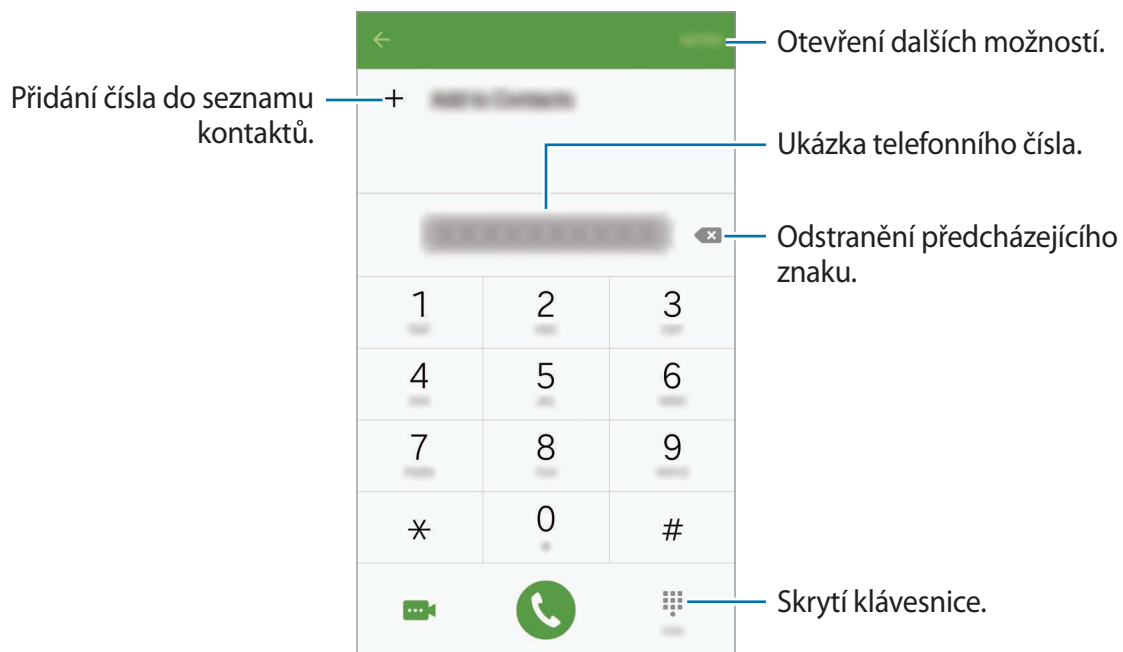 Otevření dalších možností.
Přidání čísla do seznamu
kontaktů.
Ukázka telefonního čísla.
Odstranění předcházejícího
znaku.
1 2 3
4 5 6
7 8 9
* 0 #
Skrytí klávesnice.